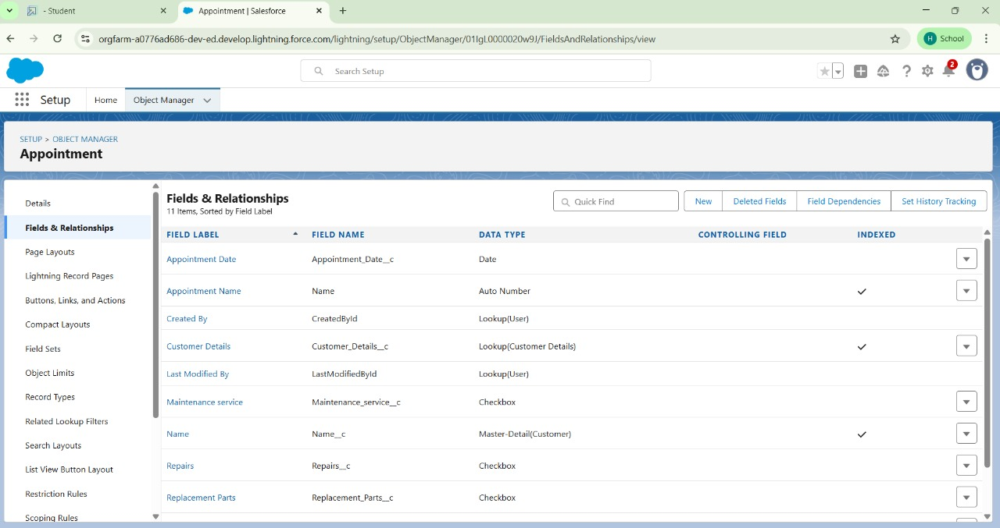 - Student
Appointment | Salesforce
orgfarm-a0776ad686-dev-ed.develop.lightning.force.com/lightning/setup/ObjectManager/01IgL0000020w9J/FieldsAndRelationships/view
H School
Search Setup
2
Setup Home Object Manager
SETUP > OBJECT MANAGER
Appointment
Details
Fields & Relationships
Page Layouts
Lightning Record Pages
Buttons, Links, and Actions
Compact Layouts
Field Sets
Object Limits
Record Types
Related Lookup Filters
Search Layouts
List View Button Layout
Restriction Rules
Scoping Rules
Fields & Relationships
11 Items, Sorted by Field Label
Quick Find New Deleted Fields Field Dependencies Set History Tracking
FIELD LABEL FIELD NAME DATA TYPE CONTROLLING FIELD INDEXED
Appointment Date Appointment_Date__c Date
Appointment Name Name Auto Number
Created By CreatedById Lookup(User)
Customer Details Customer_Details__c Lookup(Customer Details)
Last Modified By LastModifiedById Lookup(User)
Maintenance service Maintenance_service__c Checkbox
Name Name__c Master-Detail(Customer)
Repairs Repairs__c Checkbox
Replacement Parts Replacement_Parts__c Checkbox